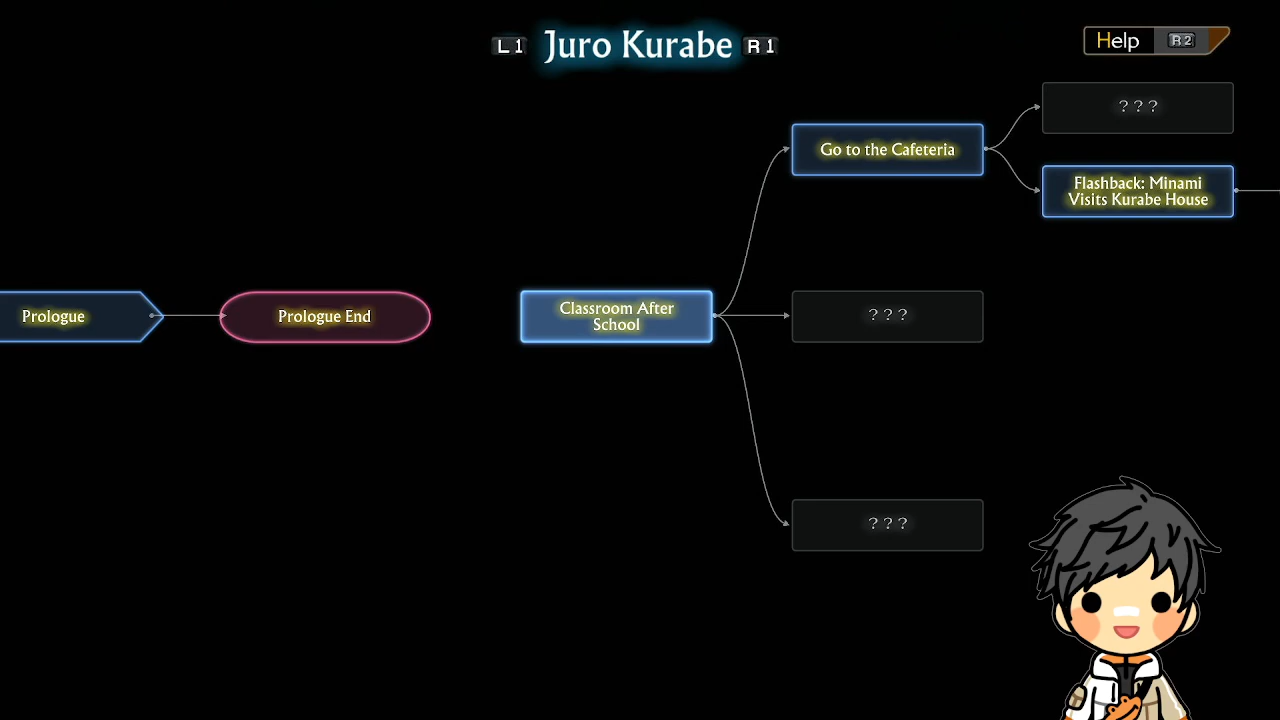 L1 Juro Kurabe R1
Help R2
? ? ?
Go to the Cafeteria
Flashback: Minami
Visits Kurabe House
Prologue
Prologue End
Classroom After
School
? ? ?
? ? ?